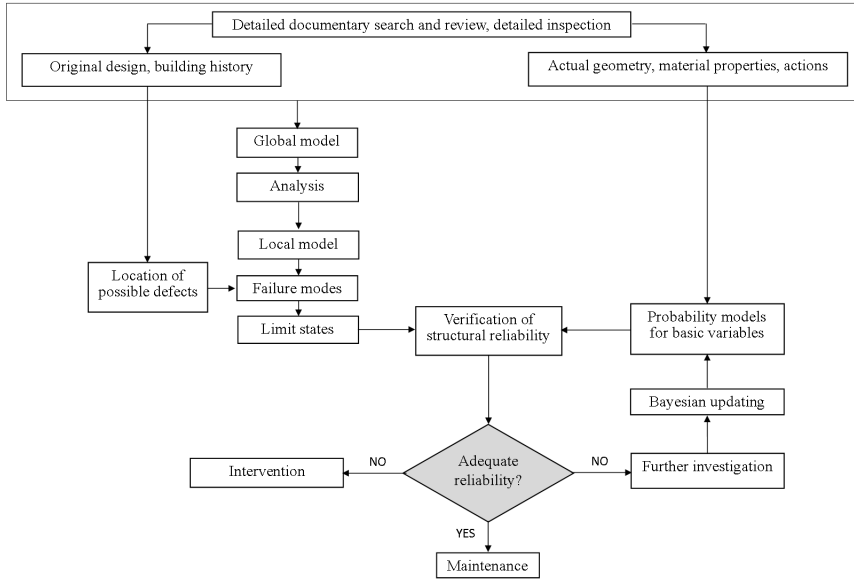 Detailed documentary search and review, detailed inspection
Original design, building history
Actual geometry, material properties, actions
Global model
Analysis
Local model
Location of
possible defects
Failure modes
Limit states
Verification of
structural reliability
Probability models
for basic variables
Bayesian updating
Intervention
NO
Adequate
reliability?
NO
Further investigation
YES
Maintenance